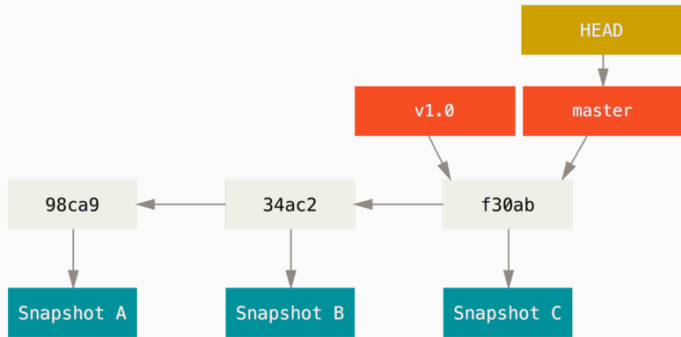 HEAD
v1.0
master
98ca9
34ac2
f30ab
Snapshot A
Snapshot B
Snapshot C